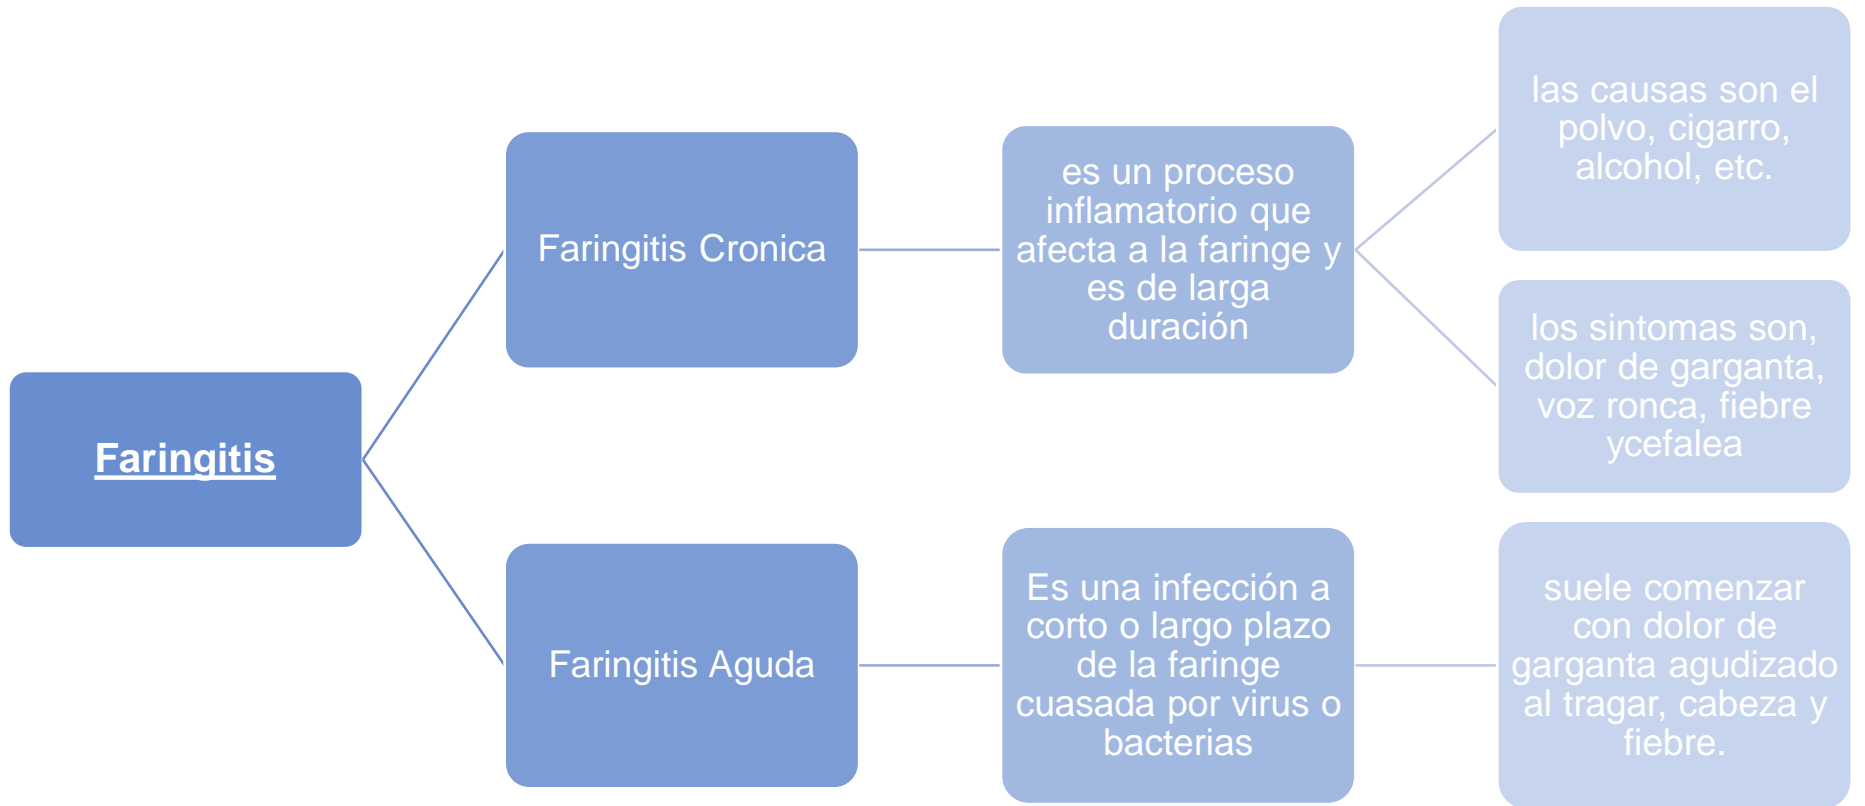 Faringitis
Faringitis Cronica
es un proceso
inflamatorio que
afecta a la faringe y
es de larga
duración
las causas son el
polvo, cigarro,
alcohol, etc.
los sintomas son,
dolor de garganta,
voz ronca, fiebre
ycefalea
Faringitis Aguda
Es una infección a
corto o largo plazo
de la faringe
cuasada por virus o
bacterias
suele comenzar
con dolor de
garganta agudizado
al tragar, cabeza y
fiebre.